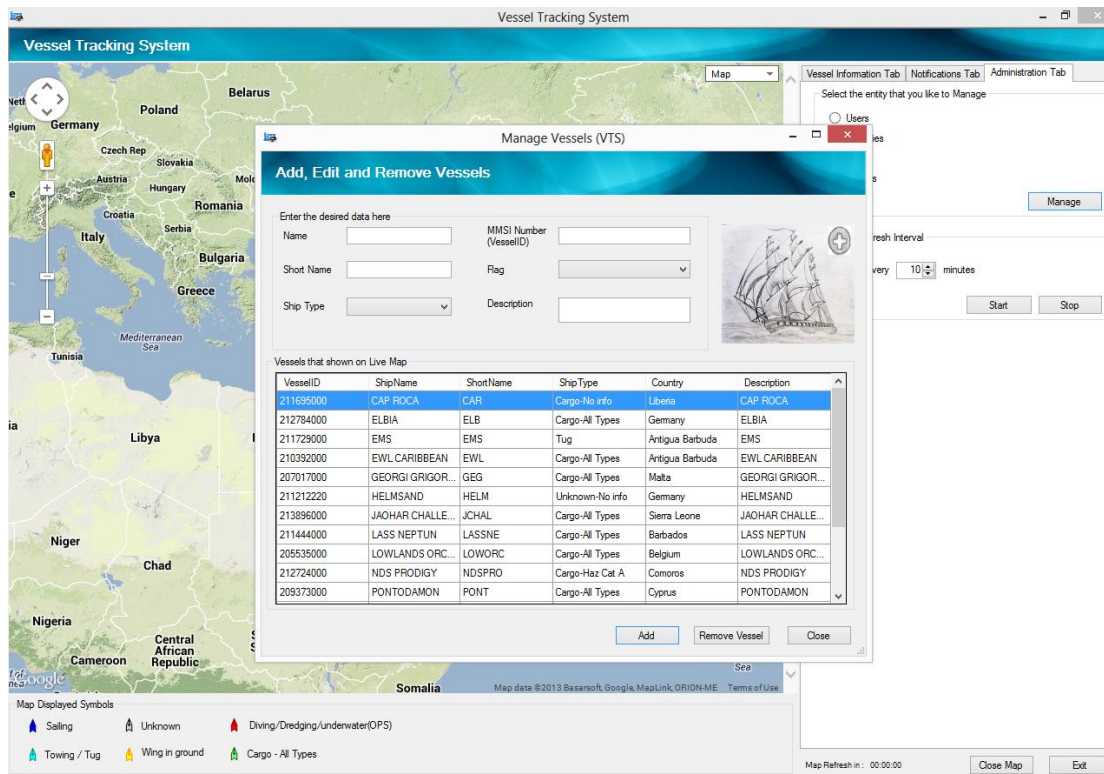 Vessel Tracking System
Vessel Tracking System
Map
Vessel Information Tab Notifications Tab Administration Tab
Select the entity that you like to Manage
Users
Manage
10 minutes
Start Stop
Belarus
Poland
Germany
Czech Rep
Slovakia
Austria
Hungary
Romania
Croatia
Serbia
Italy
Bulgaria
Greece
Mediterranean
Sea
Tunisia
Libya
Niger
Chad
Nigeria
Central
African
Republic
Cameroon
Somalia
Sea
Google
Map data ©2013 Basarsoft, Google, MapLink, ORION-ME Terms of Use
Manage Vessels (VTS)
Add, Edit and Remove Vessels
Enter the desired data here
Name MMSI Number
(VesselID)
Short Name Flag
Ship Type Description
Vessels that shown on Live Map
VesselID ShipName ShortName ShipType Country Description
211695000 CAP ROCA CAR Cargo-No info Liberia CAP ROCA
212784000 ELBIA ELB Cargo-All Types Germany ELBIA
211729000 EMS EMS Tug Antigua Barbuda EMS
210392000 EWL CARIBBEAN EWL Cargo-All Types Antigua Barbuda EWL CARIBBEAN
207017000 GEORGI GRIGOR... GEG Cargo-All Types Malta GEORGI GRIGOR...
211212220 HELMSAND HELM Unknown-No info Germany HELMSAND
213896000 JAOHAR CHALLE... JCHAL Cargo-All Types Sierra Leone JAOHAR CHALLE...
211444000 LASS NEPTUN LASSNE Cargo-All Types Barbados LASS NEPTUN
205535000 LOWLANDS ORC... LOWORC Cargo-All Types Belgium LOWLANDS ORC...
212724000 NDS PRODIGY NDSPRO Cargo-Haz Cat A Comoros NDS PRODIGY
209373000 PONTODAMON PONT Cargo-All Types Cyprus PONTODAMON
Add Remove Vessel Close
Map Displayed Symbols
Sailing Unknown Diving/Dredging/underwater(OPS)
Towing / Tug Wing in ground Cargo - All Types
Map Refresh in : 00:00:00 Close Map Exit